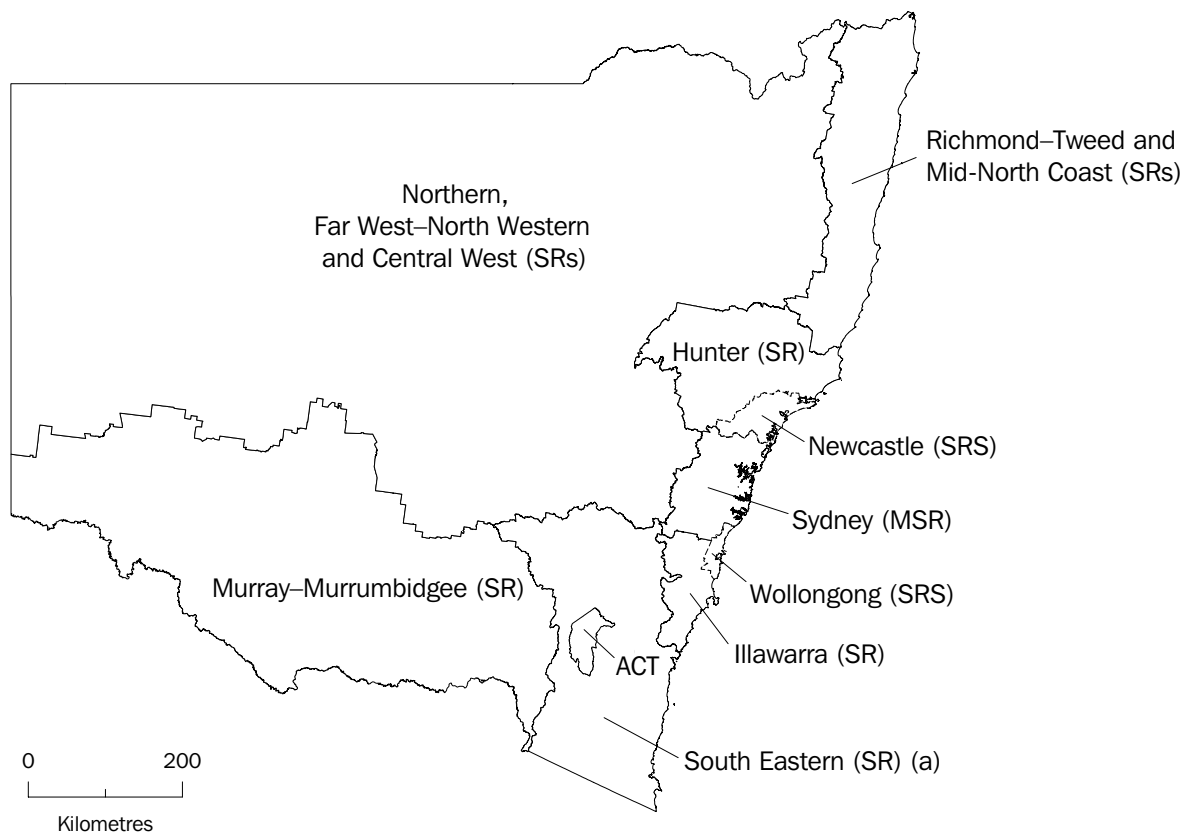 Richmond–Tweed and
Mid-North Coast (SRs)
Northern,
Far West–North Western
and Central West (SRs)
Hunter (SR)
Newcastle (SRS)
Sydney (MSR)
Murray–Murrumbidgee (SR)
Wollongong (SRS)
Illawarra (SR)
ACT
South Eastern (SR) (a)
0 200
Kilometres